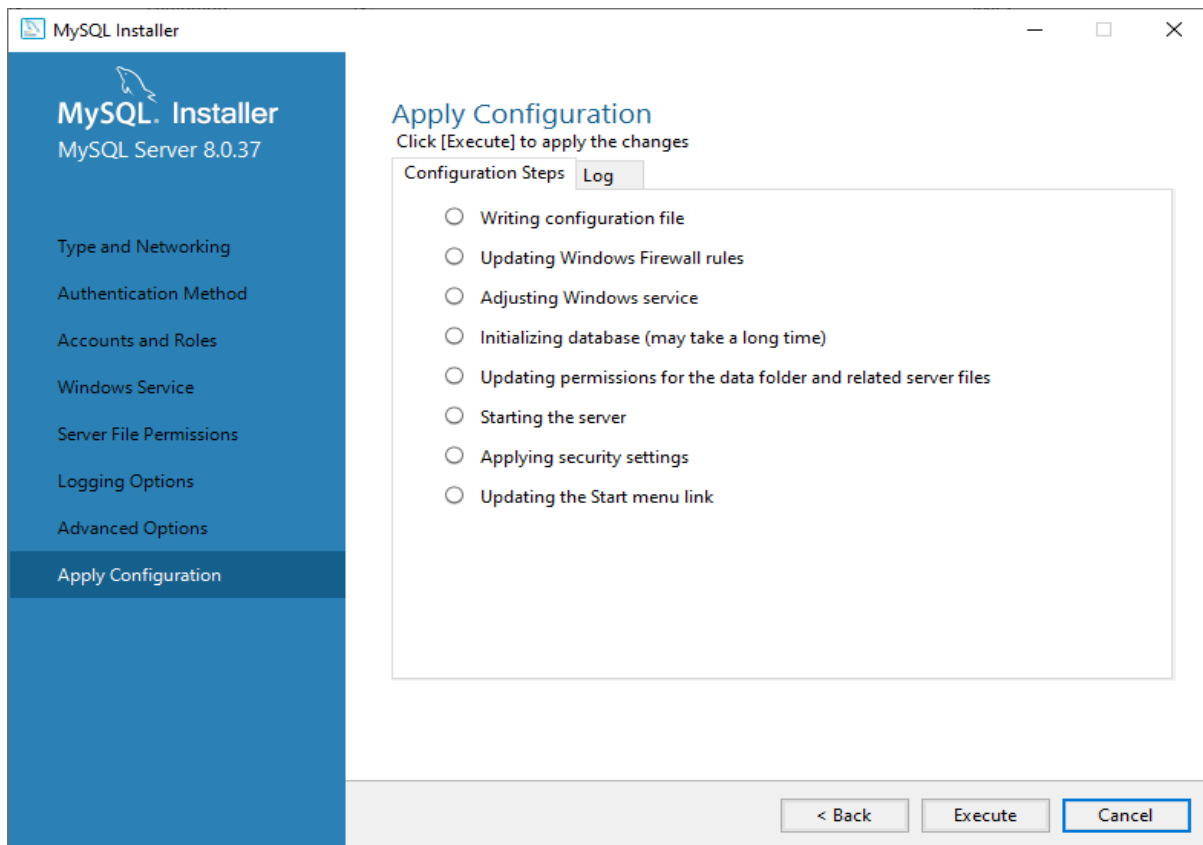 MySQL Installer
MySQL. Installer
MySQL Server 8.0.37
Type and Networking
Authentication Method
Accounts and Roles
Windows Service
Server File Permissions
Logging Options
Advanced Options
Apply Configuration
Apply Configuration
Click [Execute] to apply the changes
Configuration Steps Log
Writing configuration file
Updating Windows Firewall rules
Adjusting Windows service
Initializing database (may take a long time)
Updating permissions for the data folder and related server files
Starting the server
Applying security settings
Updating the Start menu link
< Back Execute Cancel